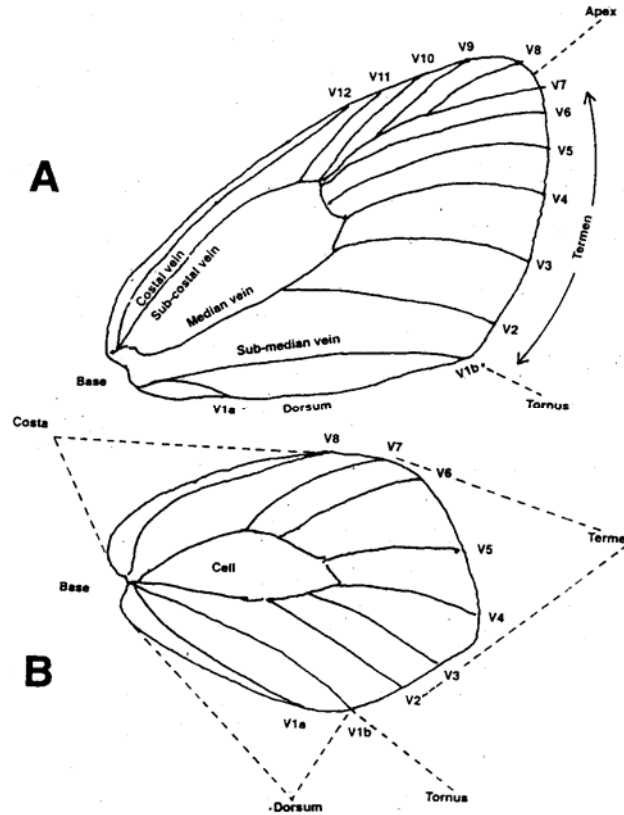 Apex
V9
V8
V10
V11
V7
V12
V6
V5
A
V4
Termen
Costal vein
Sub-costal vein
V3
Median vein
V2
Sub-median vein
Base
V1b
V1a
Dorsum
Tornus
Costa
V8
V7
V6
Terme
V5
Cell
Base
V4
B
V3
V2
V1a
V1b
Dorsum
Tornus